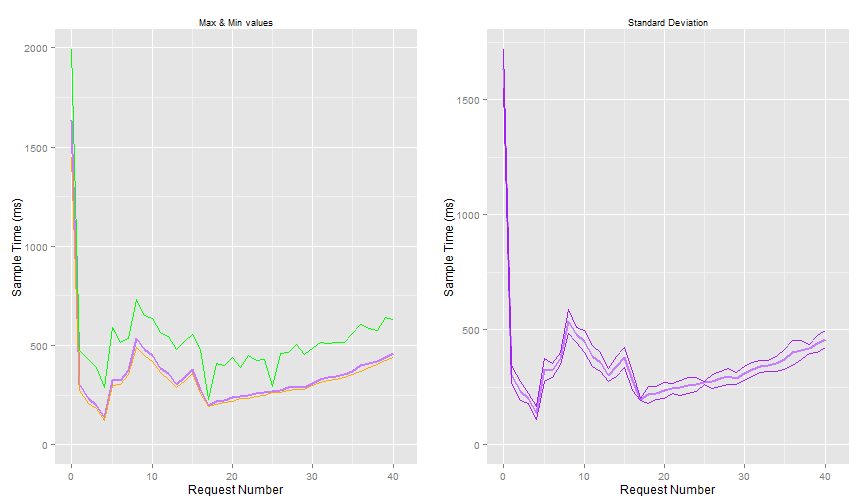 Max & Min values
Sample Time (ms)
2000
1500
1000
500
0
0 10 20 30 40
Request Number
Standard Deviation
Sample Time (ms)
1500
1000
500
0
0 10 20 30 40
Request Number